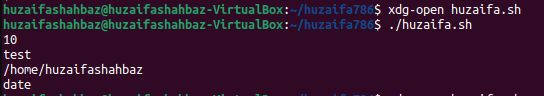 huzaifashahbaz@huzaifashahbaz-VirtualBox:~/huzaifa786$ xdg-open huzaifa.sh
huzaifashahbaz@huzaifashahbaz-VirtualBox:~/huzaifa786$ ./huzaifa.sh
10
test
/home/huzaifashahbaz
date